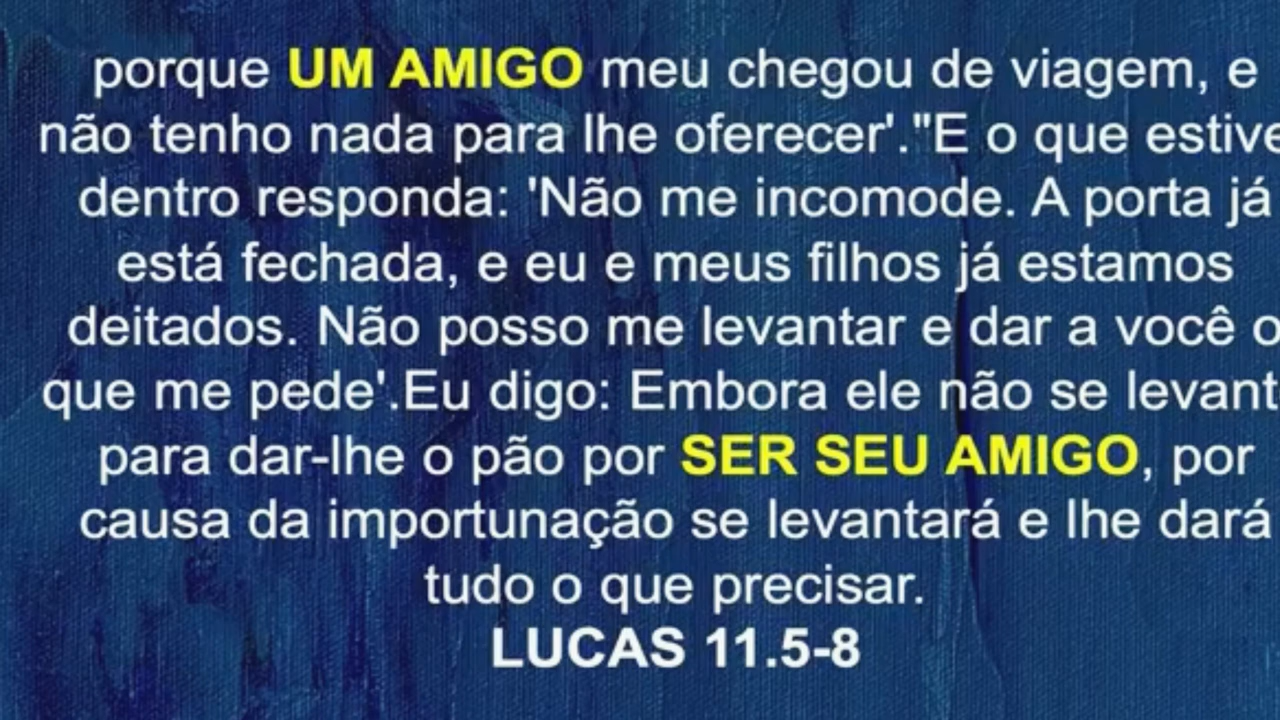 porque UM AMIGO meu chegou de viagem, e
não tenho nada para lhe oferecer'."E o que estive
dentro responda: 'Não me incomode. A porta já
está fechada, e eu e meus filhos já estamos
deitados. Não posso me levantar e dar a você o
que me pede'.Eu digo: Embora ele não se levant
para dar-lhe o pão por SER SEU AMIGO, por
causa da importunação se levantará e lhe dará
tudo o que precisar.
LUCAS 11.5-8